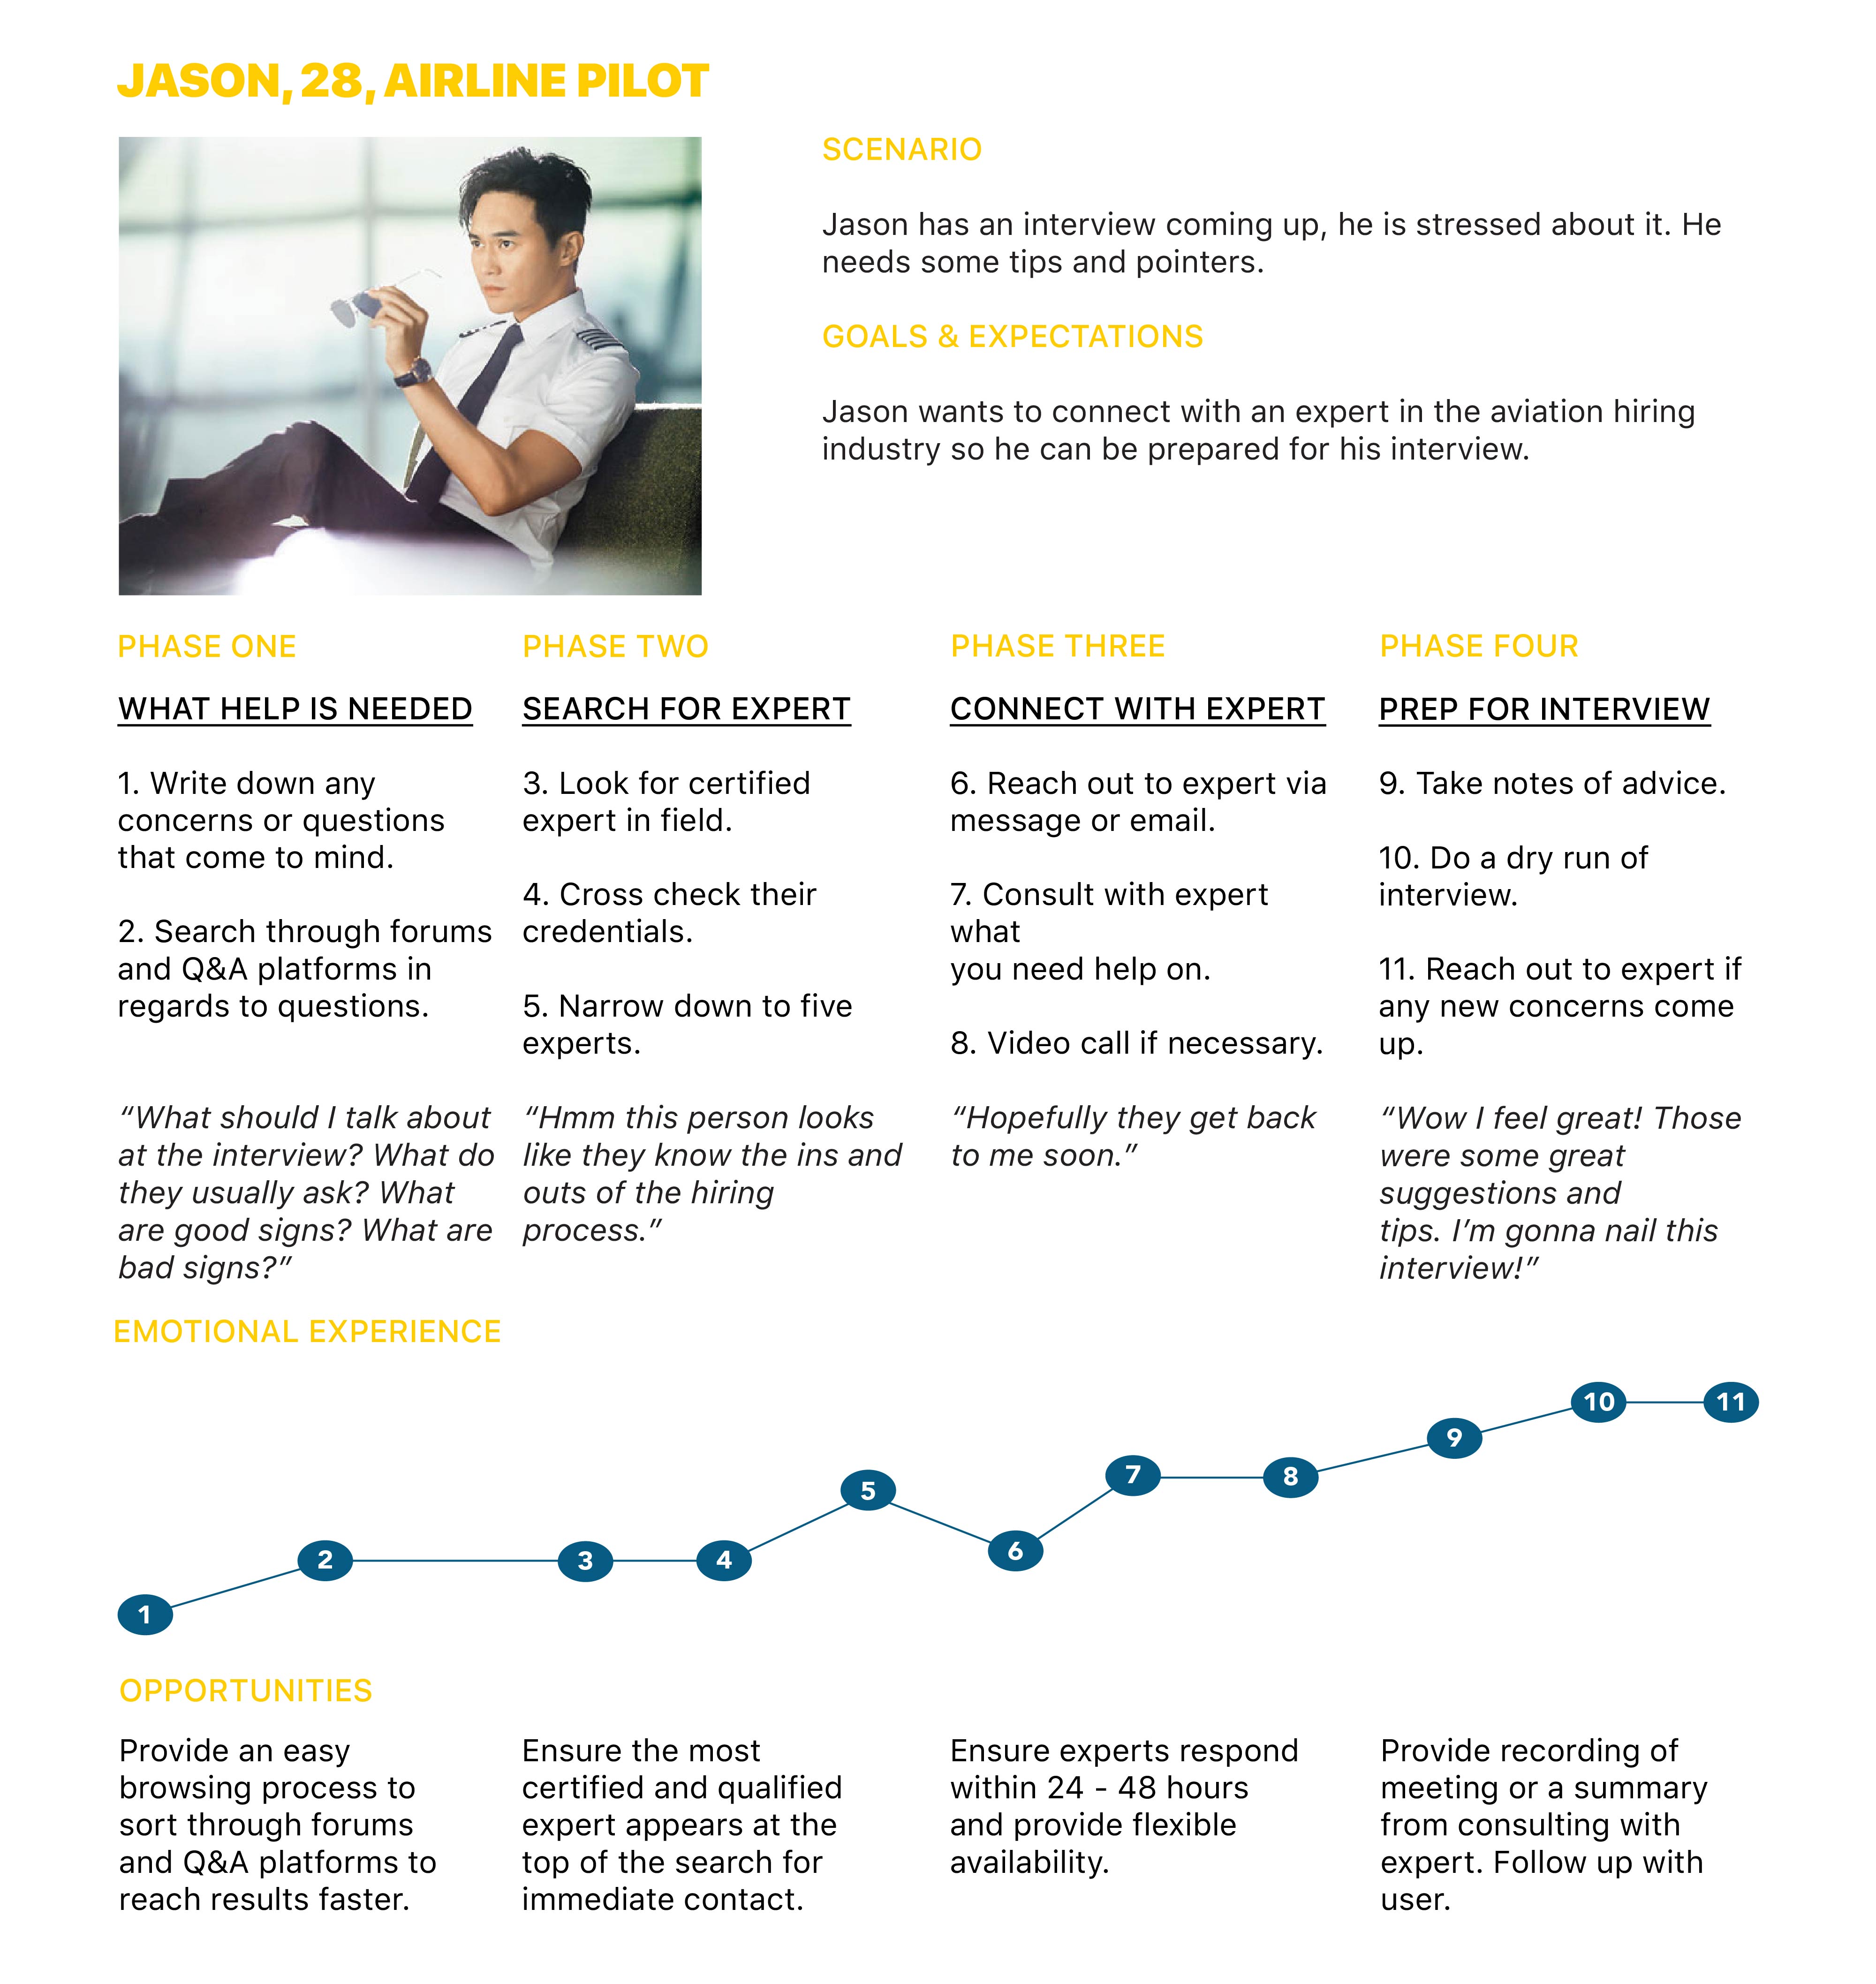 JASON, 28, AIRLINE PILOT
SCENARIO
Jason has an interview coming up, he is stressed about it. He
needs some tips and pointers.
GOALS & EXPECTATIONS
Jason wants to connect with an expert in the aviation hiring
industry so he can be prepared for his interview.
PHASE ONE
WHAT HELP IS NEEDED
1. Write down any
concerns or questions
that come to mind.
2. Search through forums
and Q&A platforms in
regards to questions.
“What should I talk about
at the interview? What do
they usually ask? What
are good signs? What are
bad signs?”
PHASE TWO
SEARCH FOR EXPERT
3. Look for certified
expert in field.
4. Cross check their
credentials.
5. Narrow down to five
experts.
“Hmm this person looks
like they know the ins and
outs of the hiring
process.”
PHASE THREE
CONNECT WITH EXPERT
6. Reach out to expert via
message or email.
7. Consult with expert
what
you need help on.
8. Video call if necessary.
“Hopefully they get back
to me soon.”
PHASE FOUR
PREP FOR INTERVIEW
9. Take notes of advice.
10. Do a dry run of
interview.
11. Reach out to expert if
any new concerns come
up.
“Wow I feel great! Those
were some great
suggestions and
tips. I’m gonna nail this
interview!”
EMOTIONAL EXPERIENCE
1
2
3
4
5
6
7
8
9
10
11
OPPORTUNITIES
Provide an easy
browsing process to
sort through forums
and Q&A platforms to
reach results faster.
Ensure the most
certified and qualified
expert appears at the
top of the search for
immediate contact.
Ensure experts respond
within 24 - 48 hours
and provide flexible
availability.
Provide recording of
meeting or a summary
from consulting with
expert. Follow up with
user.